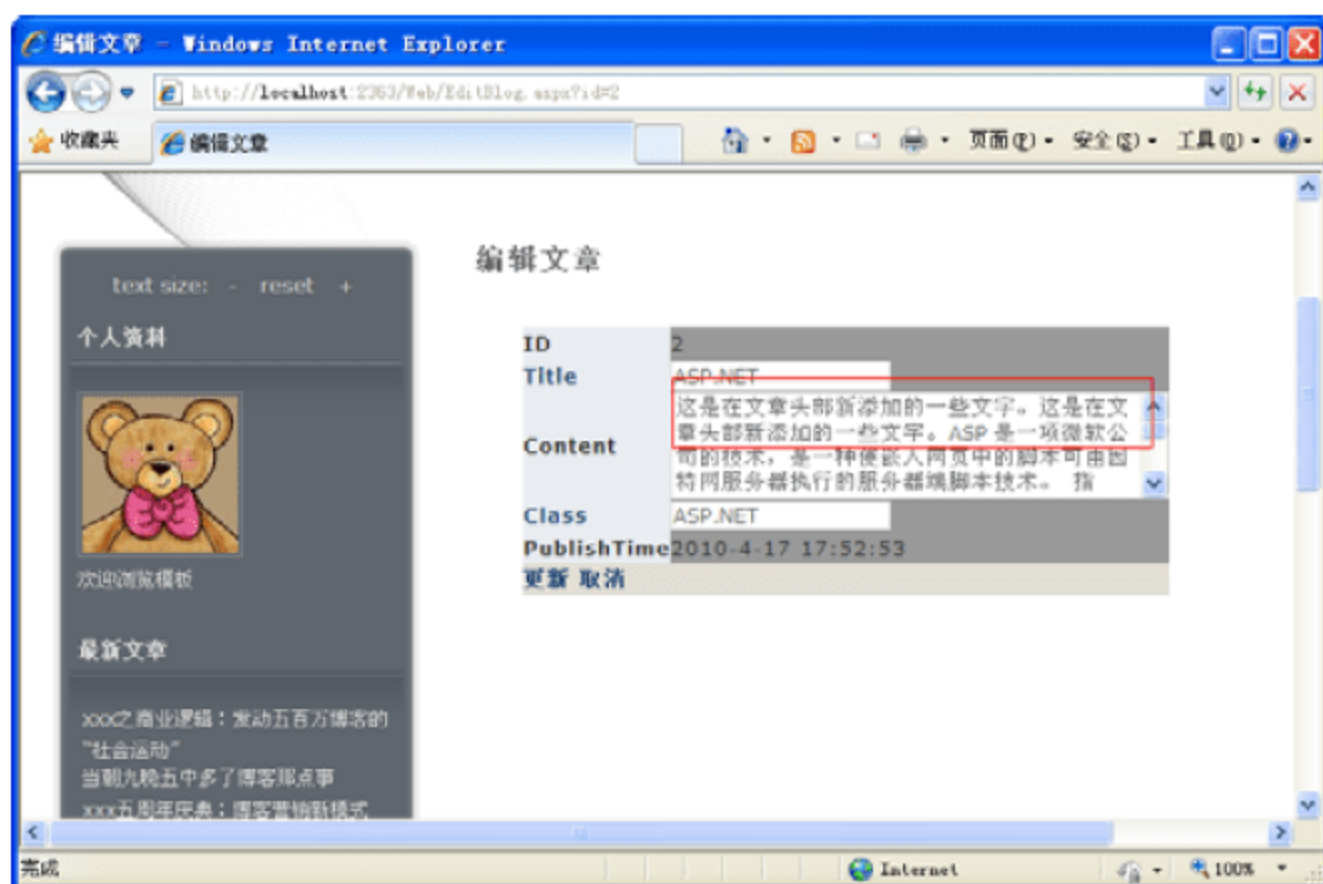 编辑文章 - Windows Internet Explorer
http://localhost:2363/Web/EditBlog.aspx?id=2
收藏夹 编辑文章 页面(P) 安全(S) 工具(O)
编辑文章
text size: - reset +
个人资料
ID 2
Title ASP.NET
这是在文章头部新添加的一些文字。这是在文
章头部新添加的一些文字。ASP 是一项微软公
Content
司的技术，是一种使嵌入网页中的脚本可由因
特网服务器执行的服务器端脚本技术。 指
Class ASP.NET
PublishTime 2010-4-17 17:52:53
更新 取消
欢迎浏览模板
最新文章
xxx之商业逻辑：发动五百万博客的
"社会运动"
当朝九晚五中多了博客那点事
xxx五周年庆典：博客营销新模式
完成 Internet 100%